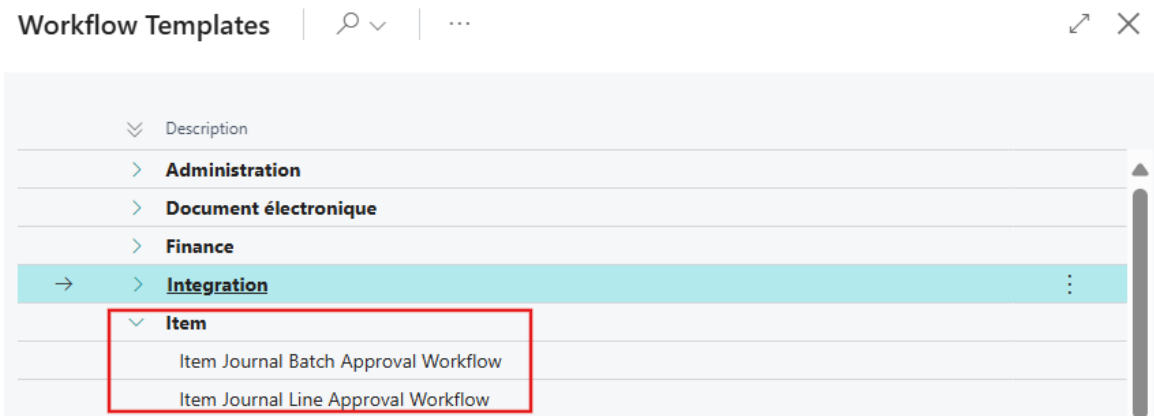 Workflow Templates
Description
Administration
Document électronique
Finance
Integration
Item
Item Journal Batch Approval Workflow
Item Journal Line Approval Workflow